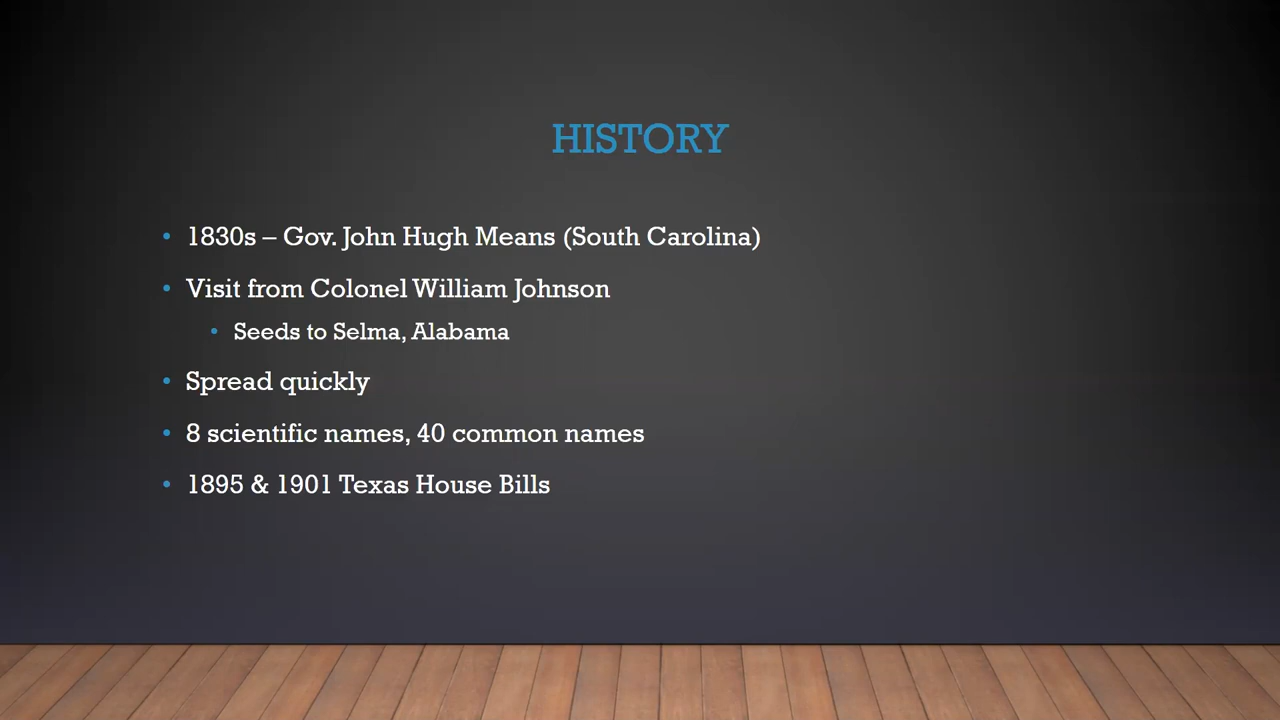 HISTORY
• 1830s – Gov. John Hugh Means (South Carolina)
• Visit from Colonel William Johnson
• Seeds to Selma, Alabama
• Spread quickly
• 8 scientific names, 40 common names
• 1895 & 1901 Texas House Bills